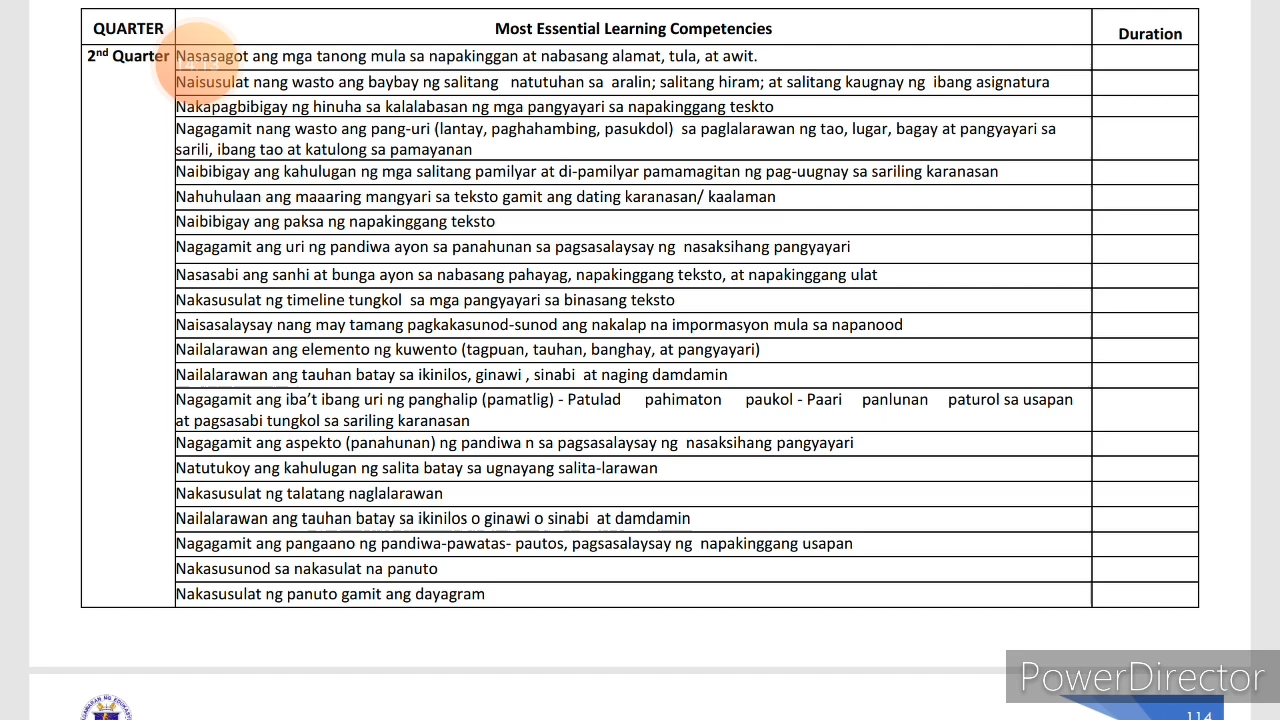 QUARTER Most Essential Learning Competencies Duration
2nd Quarter Nasasagot ang mga tanong mula sa napakinggan at nabasang alamat, tula, at awit.
Naisusulat nang wasto ang baybay ng salitang natutuhan sa aralin; salitang hiram; at salitang kaugnay ng ibang asignatura
Nakapagbibigay ng hinuha sa kalalabasan ng mga pangyayari sa napakinggang teskto
Nagagamit nang wasto ang pang-uri (lantay, paghahambing, pasukdol) sa paglalarawan ng tao, lugar, bagay at pangyayari sa
sarili, ibang tao at katulong sa pamayanan
Naibibigay ang kahulugan ng mga salitang pamilyar at di-pamilyar pamamagitan ng pag-uugnay sa sariling karanasan
Nahuhulaan ang maaaring mangyari sa teksto gamit ang dating karanasan/ kaalaman
Naibibigay ang paksa ng napakinggang teksto
Nagagamit ang uri ng pandiwa ayon sa panahunan sa pagsasalaysay ng nasaksihang pangyayari
Nasasabi ang sanhi at bunga ayon sa nabasang pahayag, napakinggang teksto, at napakinggang ulat
Nakasusulat ng timeline tungkol sa mga pangyayari sa binasang teksto
Naisasalaysay nang may tamang pagkakasunod-sunod ang nakalap na impormasyon mula sa napanood
Nailalarawan ang elemento ng kuwento (tagpuan, tauhan, banghay, at pangyayari)
Nailalarawan ang tauhan batay sa ikinilos, ginawi , sinabi at naging damdamin
Nagagamit ang iba’t ibang uri ng panghalip (pamatlig) - Patulad pahimaton paukol - Paari panlunan paturol sa usapan
at pagsasabi tungkol sa sariling karanasan
Nagagamit ang aspekto (panahunan) ng pandiwa n sa pagsasalaysay ng nasaksihang pangyayari
Natutukoy ang kahulugan ng salita batay sa ugnayang salita-larawan
Nakasusulat ng talatang naglalarawan
Nailalarawan ang tauhan batay sa ikinilos o ginawi o sinabi at damdamin
Nagagamit ang pangaano ng pandiwa-pawatas- pautos, pagsasalaysay ng napakinggang usapan
Nakasusunod sa nakasulat na panuto
Nakasusulat ng panuto gamit ang dayagram
PowerDirector
114